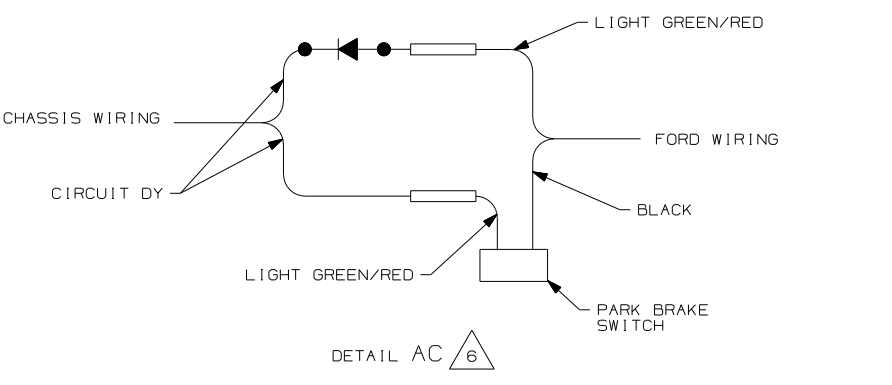 LIGHT GREEN/RED
CHASSIS WIRING
FORD WIRING
CIRCUIT DY
BLACK
LIGHT GREEN/RED
PARK BRAKE
SWITCH
DETAIL AC 6